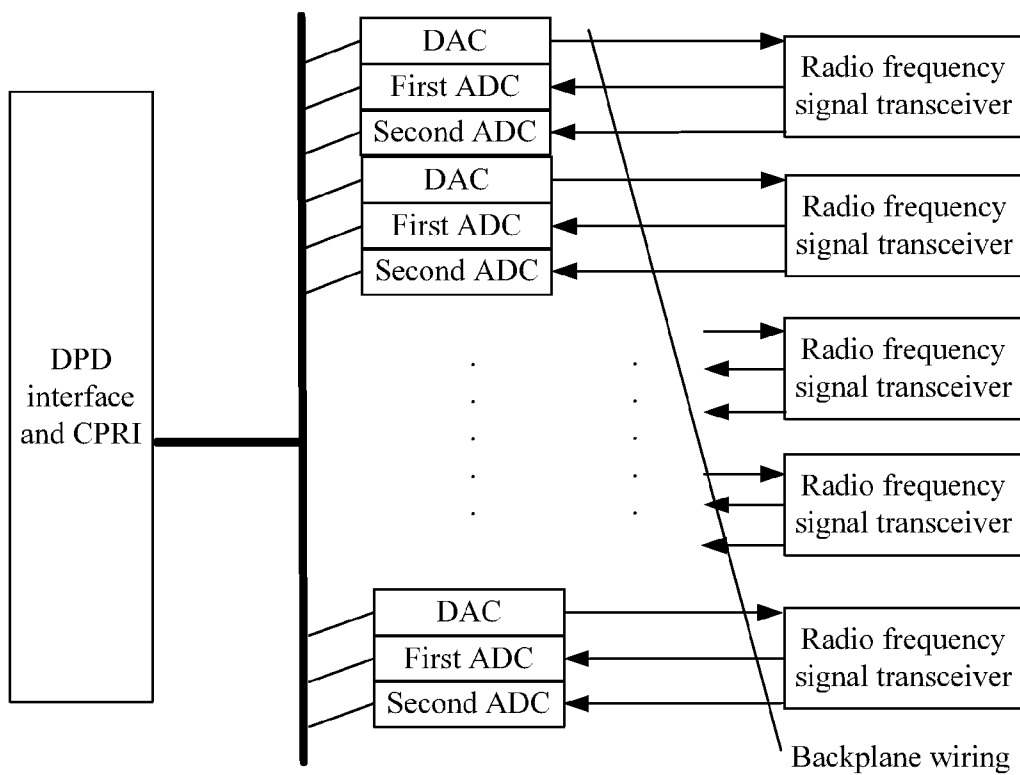 DPD
interface
and CPRI
DAC
First ADC
Second ADC
DAC
First ADC
Second ADC
DAC
First ADC
Second ADC
Radio frequency
signal transceiver
Radio frequency
signal transceiver
Radio frequency
signal transceiver
Radio frequency
signal transceiver
Radio frequency
signal transceiver
Backplane wiring